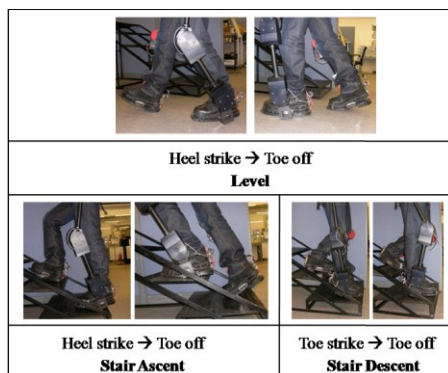 Heel strike → Toe off
Level
Heel strike → Toe off
Stair Ascent
Toe strike → Toe off
Stair Descent